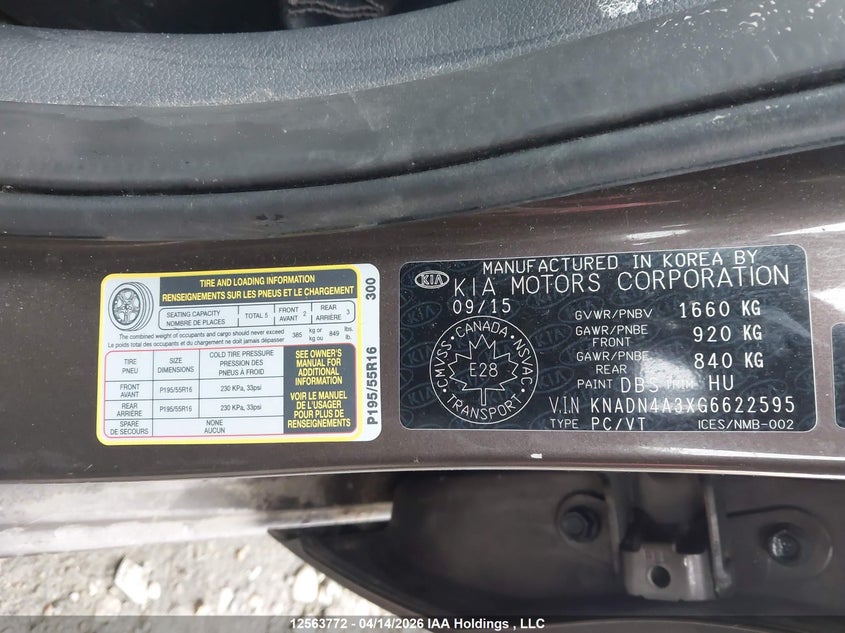 TIRE AND LOADING INFORMATION
RENSEIGNEMENTS SUR LES PNEUS ET LE CHARGEMENT
SEATING CAPACITY
NOMBRE DE PLACES
TOTAL 5
FRONT
AVANT 2
REAR
ARRIÈRE 3
The combined weight of occupants and cargo should never exceed
Le poids total des occupants et du chargement ne doit jamais dépasser
385 kg or kg ou 849 lbs. lb.
TIRE
PNEU
SIZE
DIMENSIONS
COLD TIRE PRESSURE
PRESSION DES
PNEUS À FROID
FRONT
AVANT
P195/55R16
230 KPa, 33psi
REAR
ARRIÈRE
P195/55R16
230 KPa, 33psi
SPARE
DE SECOURS
NONE
AUCUN
SEE OWNER'S
MANUAL FOR
ADDITIONAL
INFORMATION
VOIR LE MANUEL
DE L'USAGER
POUR PLUS DE
RENSEIGNEMENTS
P195/55R16 300
MANUFACTURED IN KOREA BY
KIA KIA MOTORS CORPORATION
09/15
GVWR/PNBV 1660 KG
GAWR/PNBE
FRONT 920 KG
GAWR/PNBE
REAR 840 KG
CANADA
CMVSS NSVAC
E28
TRANSPORT
PAINT DBS TRIM HU
V.I.N KNADN4A3XG6622595
TYPE PC/VT ICES/NMB-002
12563772 - 04/14/2026 IAA Holdings , LLC